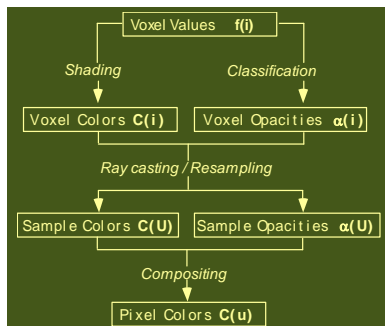 Voxel Values f(i)
Shading
Classification
Voxel Colors C(i)
Voxel Opacities α(i)
Ray casting / Resampling
Sample Colors C(U)
Sample Opacities α(U)
Compositing
Pixel Colors C(u)